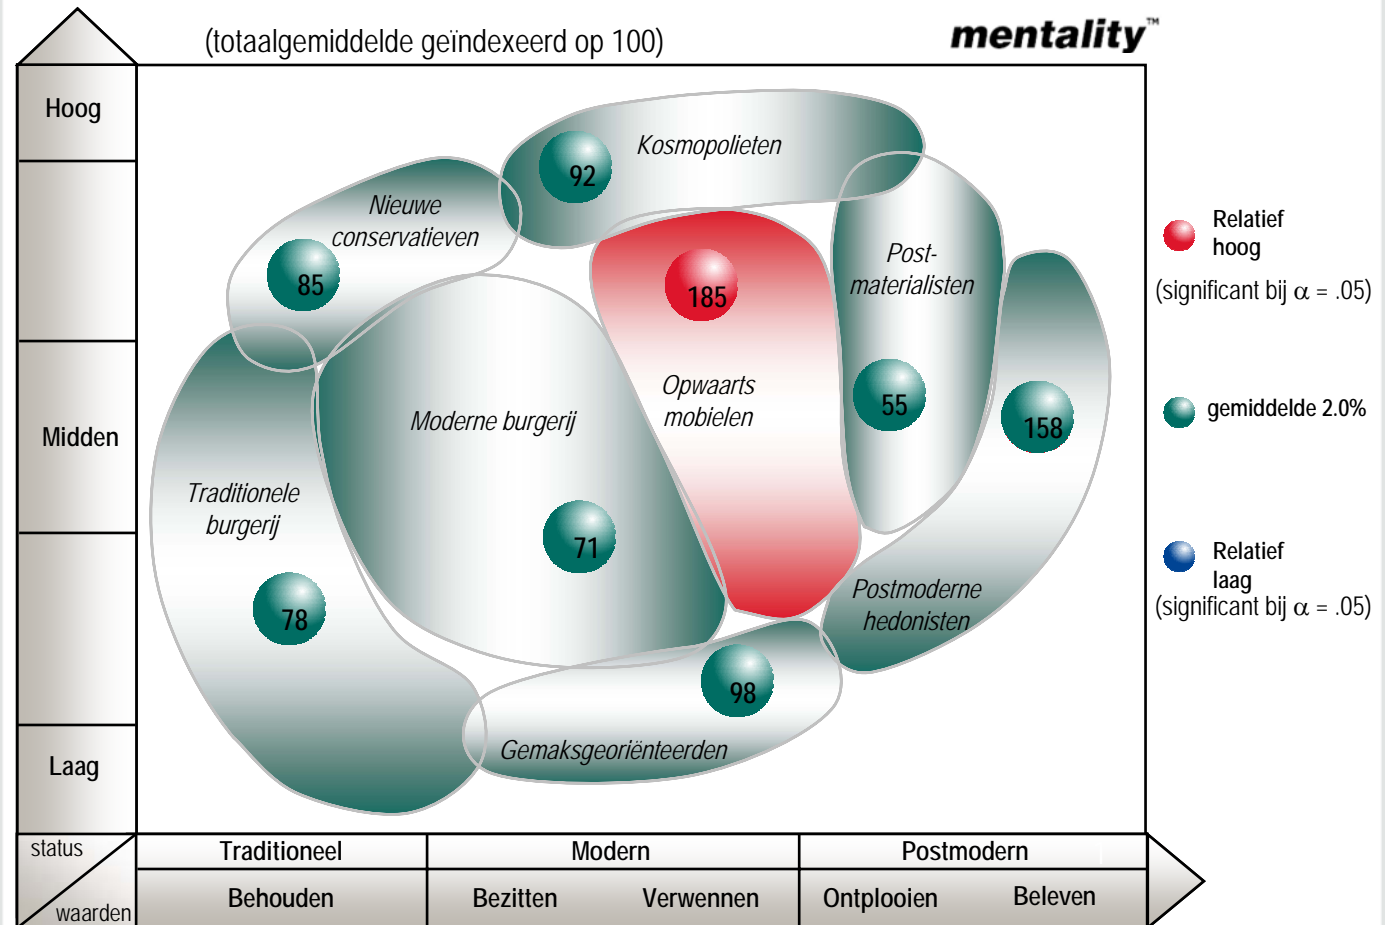 (totaalgemiddelde geïndexeerd op 100)
mentality™
Hoog
Kosmopolieten
92
Nieuwe
conservatieven
85
185
Post-
materialisten
Relatief
hoog
(significant bij α = .05)
Opwaarts
mobielen
55
158
gemiddelde 2.0%
Midden
Moderne burgerij
Traditionele
burgerij
71
78
Relatief
laag
(significant bij α = .05)
Postmoderne
hedonisten
98
Gemaksgeoriënteerden
Laag
status
waarden
Traditioneel
Modern
Postmodern
Behouden
Bezitten
Verwennen
Ontplooien
Beleven